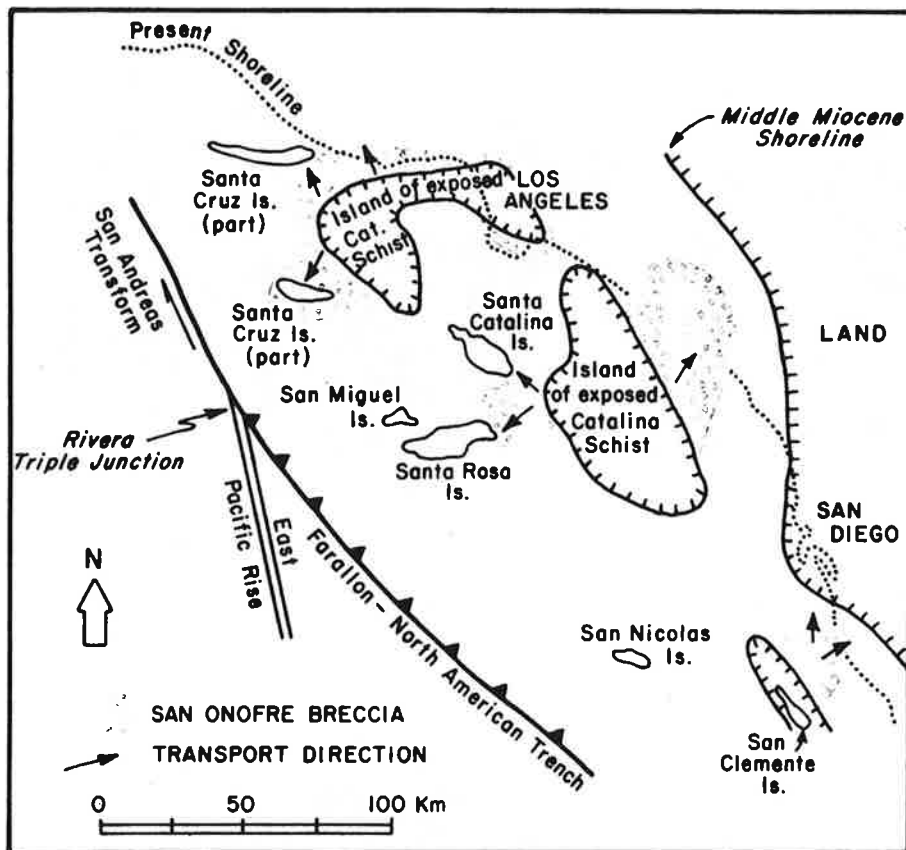 Present
Shoreline
Middle Miocene
Shoreline
Santa
Cruz Is.
(part)
Island of exposed
Cat.
Schist
LOS
ANGELES
San Andreas
Transform
Santa
Cruz Is.
(part)
Santa
Catalina
Is.
LAND
Island
of exposed
Catalina
Schist
San Miguel
Is.
Rivera
Triple Junction
Santa Rosa
Is.
East
Pacific Rise
SAN
DIEGO
Farallon - North American Trench
N
San Nicolas
Is.
San
Clemente
Is.
SAN ONOFRE BRECCIA
TRANSPORT DIRECTION
0 50 100 Km